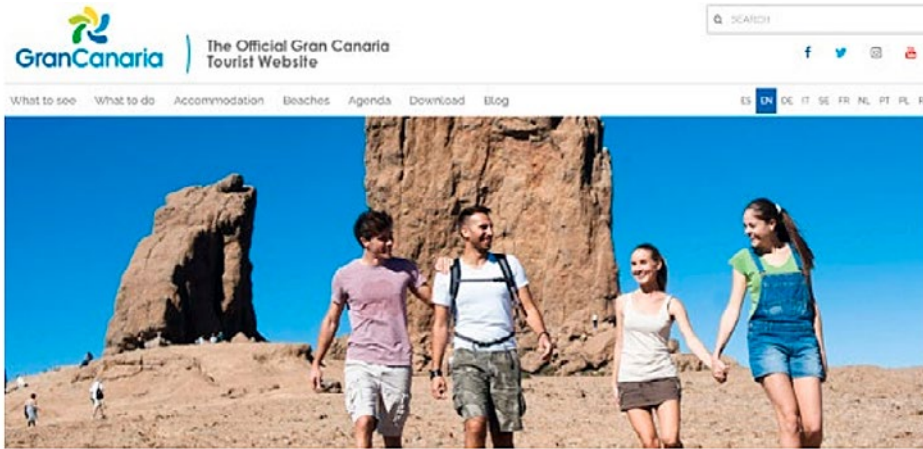 GranCanaria
The Official Gran Canaria
Tourist Website
SEARCH
What to see What to do Accommodation Beaches Agenda Download Blog
ES EN DE IT SE FR NL PT PL